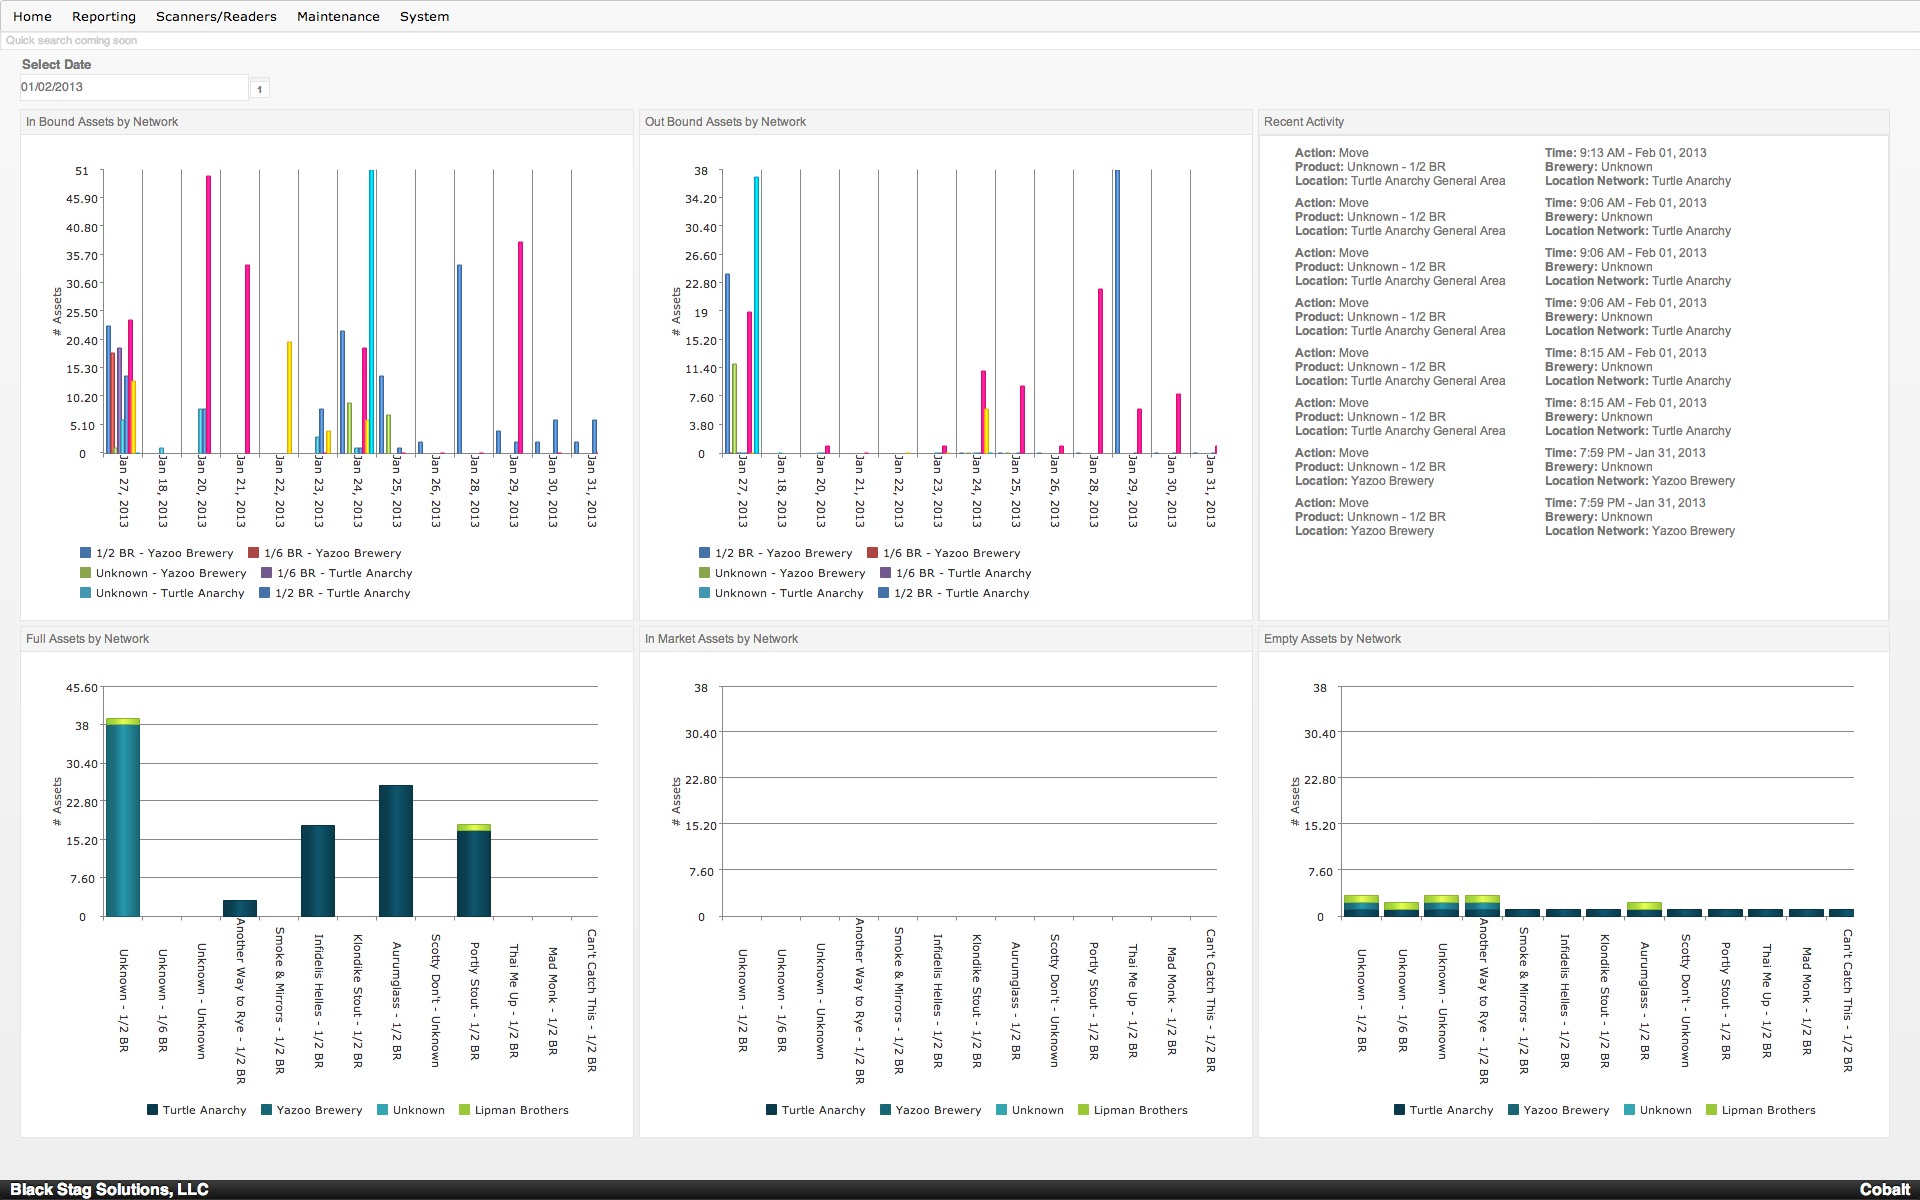 Home Reporting Scanners/Readers Maintenance System
Quick search coming soon
Select Date
01/02/2013 1
In Bound Assets by Network
# Assets
51
45.90
40.80
35.70
30.60
25.50
20.40
15.30
10.20
5.10
0
Jan 27, 2013
Jan 18, 2013
Jan 20, 2013
Jan 21, 2013
Jan 22, 2013
Jan 23, 2013
Jan 24, 2013
Jan 25, 2013
Jan 26, 2013
Jan 28, 2013
Jan 29, 2013
Jan 30, 2013
Jan 31, 2013
1/2 BR - Yazoo Brewery 1/6 BR - Yazoo Brewery
Unknown - Yazoo Brewery 1/6 BR - Turtle Anarchy
Unknown - Turtle Anarchy 1/2 BR - Turtle Anarchy
Out Bound Assets by Network
# Assets
38
34.20
30.40
26.60
22.80
19
15.20
11.40
7.60
3.80
0
Jan 27, 2013
Jan 18, 2013
Jan 20, 2013
Jan 21, 2013
Jan 22, 2013
Jan 23, 2013
Jan 24, 2013
Jan 25, 2013
Jan 26, 2013
Jan 28, 2013
Jan 29, 2013
Jan 30, 2013
Jan 31, 2013
1/2 BR - Yazoo Brewery 1/6 BR - Yazoo Brewery
Unknown - Yazoo Brewery 1/6 BR - Turtle Anarchy
Unknown - Turtle Anarchy 1/2 BR - Turtle Anarchy
Recent Activity
Action: Move Time: 9:13 AM - Feb 01, 2013
Product: Unknown - 1/2 BR Brewery: Unknown
Location: Turtle Anarchy General Area Location Network: Turtle Anarchy
Action: Move Time: 9:06 AM - Feb 01, 2013
Product: Unknown - 1/2 BR Brewery: Unknown
Location: Turtle Anarchy General Area Location Network: Turtle Anarchy
Action: Move Time: 9:06 AM - Feb 01, 2013
Product: Unknown - 1/2 BR Brewery: Unknown
Location: Turtle Anarchy General Area Location Network: Turtle Anarchy
Action: Move Time: 9:06 AM - Feb 01, 2013
Product: Unknown - 1/2 BR Brewery: Unknown
Location: Turtle Anarchy General Area Location Network: Turtle Anarchy
Action: Move Time: 8:15 AM - Feb 01, 2013
Product: Unknown - 1/2 BR Brewery: Unknown
Location: Turtle Anarchy General Area Location Network: Turtle Anarchy
Action: Move Time: 8:15 AM - Feb 01, 2013
Product: Unknown - 1/2 BR Brewery: Unknown
Location: Turtle Anarchy General Area Location Network: Turtle Anarchy
Action: Move Time: 7:59 PM - Jan 31, 2013
Product: Unknown - 1/2 BR Brewery: Unknown
Location: Yazoo Brewery Location Network: Yazoo Brewery
Action: Move Time: 7:59 PM - Jan 31, 2013
Product: Unknown - 1/2 BR Brewery: Unknown
Location: Yazoo Brewery Location Network: Yazoo Brewery
Full Assets by Network
# Assets
45.60
38
30.40
22.80
15.20
7.60
0
Unknown - 1/2 BR
Unknown - 1/6 BR
Unknown - Unknown
Another Way to Rye - 1/2 BR
Smoke & Mirrors - 1/2 BR
Infidelis Helles - 1/2 BR
Klondike Stout - 1/2 BR
Aurumglass - 1/2 BR
Scotty Don't - Unknown
Portly Stout - 1/2 BR
Thai Me Up - 1/2 BR
Mad Monk - 1/2 BR
Can't Catch This - 1/2 BR
Turtle Anarchy Yazoo Brewery Unknown Lipman Brothers
In Market Assets by Network
# Assets
38
30.40
22.80
15.20
7.60
0
Unknown - 1/2 BR
Unknown - 1/6 BR
Unknown - Unknown
Another Way to Rye - 1/2 BR
Smoke & Mirrors - 1/2 BR
Infidelis Helles - 1/2 BR
Klondike Stout - 1/2 BR
Aurumglass - 1/2 BR
Scotty Don't - Unknown
Portly Stout - 1/2 BR
Thai Me Up - 1/2 BR
Mad Monk - 1/2 BR
Can't Catch This - 1/2 BR
Turtle Anarchy Yazoo Brewery Unknown Lipman Brothers
Empty Assets by Network
# Assets
38
30.40
22.80
15.20
7.60
0
Unknown - 1/2 BR
Unknown - 1/6 BR
Unknown - Unknown
Another Way to Rye - 1/2 BR
Smoke & Mirrors - 1/2 BR
Infidelis Helles - 1/2 BR
Klondike Stout - 1/2 BR
Aurumglass - 1/2 BR
Scotty Don't - Unknown
Portly Stout - 1/2 BR
Thai Me Up - 1/2 BR
Mad Monk - 1/2 BR
Can't Catch This - 1/2 BR
Turtle Anarchy Yazoo Brewery Unknown Lipman Brothers
Black Stag Solutions, LLC Cobalt